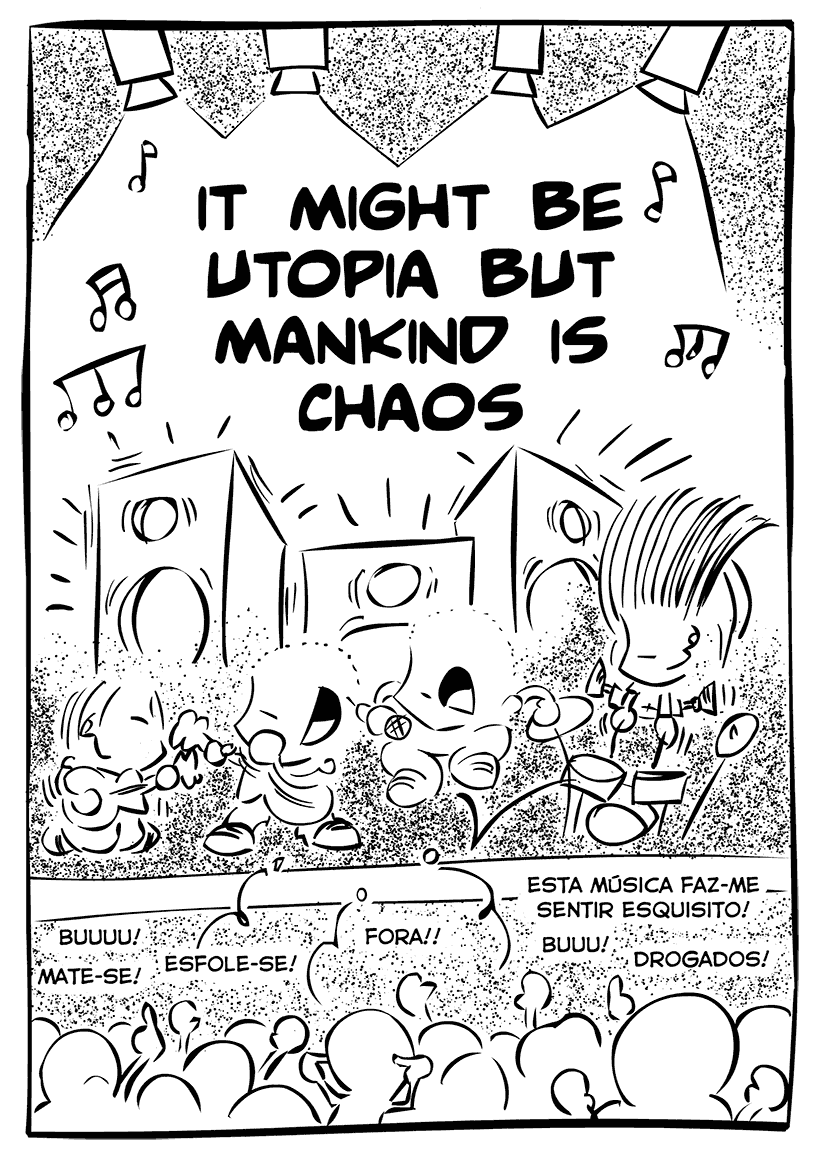 IT MIGHT BE
UTOPIA BUT
MANKIND IS
CHAOS
ESTA MÚSICA FAZ-ME
SENTIR ESQUISITO!
BUUUU!
FORA!!
BUUU!
MATE-SE!
ESFOLE-SE!
DROGADOS!